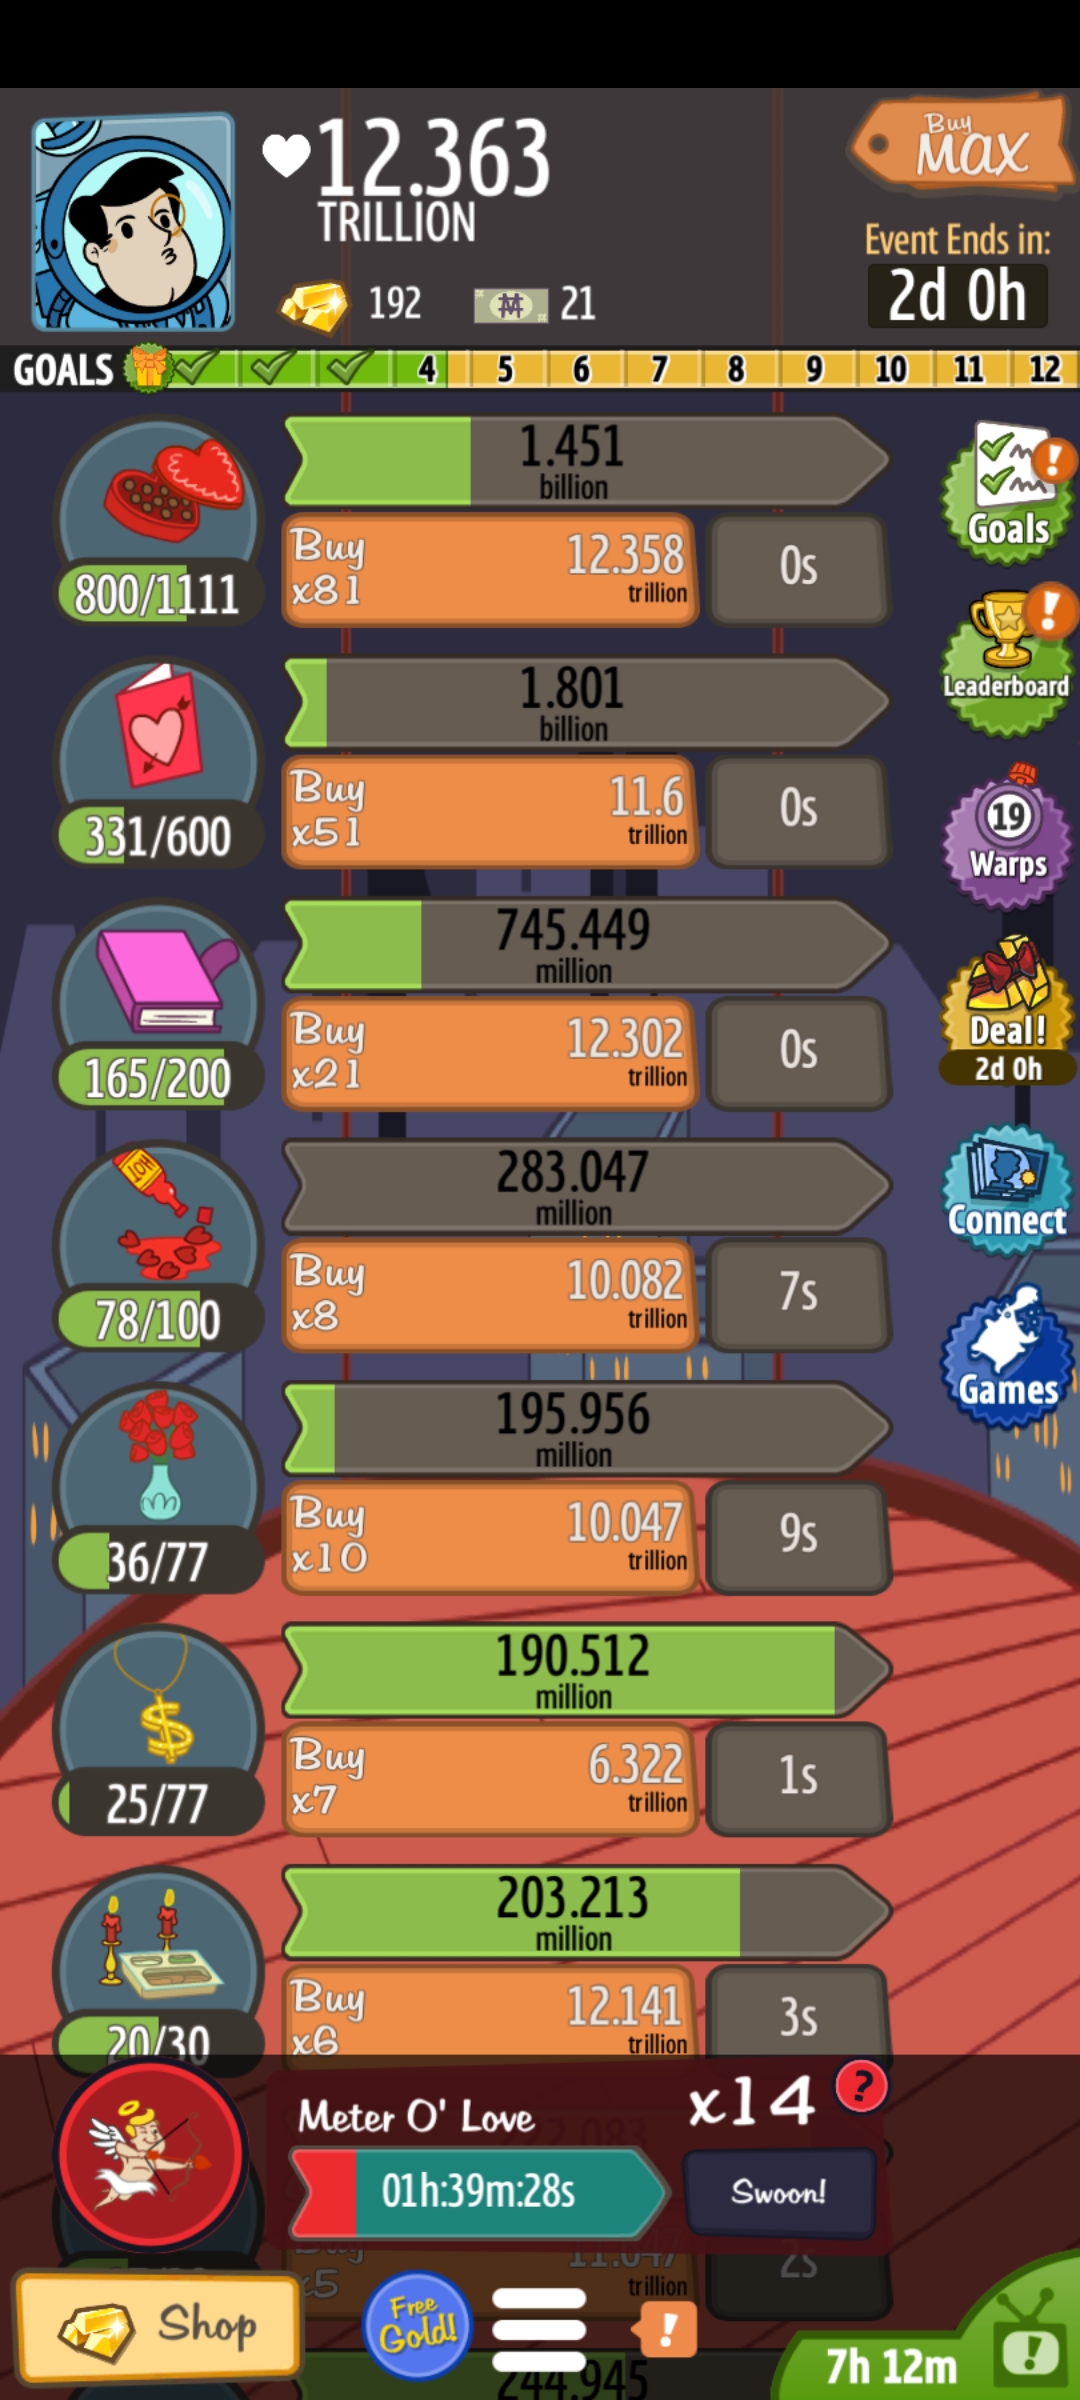 12.363
TRILLION
192
21
Buy
MAX
Event Ends in:
2d 0h
GOALS 4 5 6 7 8 9 10 11 12
1.451
billion
800/1111
Buy
x81
12.358
trillion
0s
Goals
1.801
billion
331/600
Buy
x51
11.6
trillion
0s
Leaderboard
19
Warps
745.449
million
165/200
Buy
x21
12.302
trillion
0s
Deal!
2d 0h
HOT
283.047
million
78/100
Buy
x8
10.082
trillion
7s
Connect
195.956
million
36/77
Buy
x10
10.047
trillion
9s
Games
190.512
million
25/77
Buy
x7
6.322
trillion
1s
203.213
million
20/30
Buy
x6
12.141
trillion
3s
Meter O' Love
x14
?
01h:39m:28s
Swoon!
Buy
x5
11.047
trillion
2s
Shop
Free
Gold!
!
7h 12m
244.945